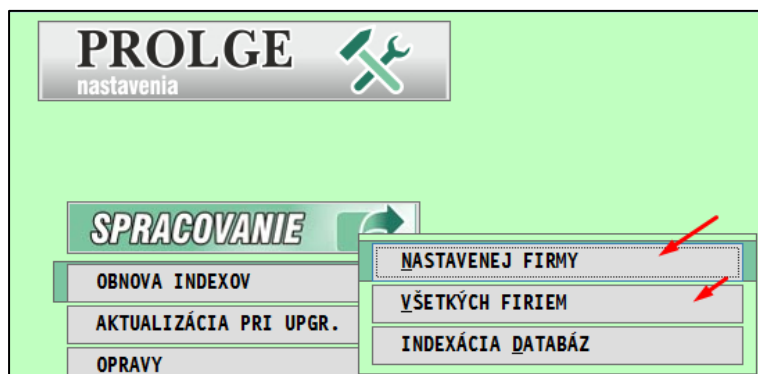 PROLGE
nastavenia
SPRACOVANIE
OBNOVA INDEXOV
AKTUALIZÁCIA PRI UPGR.
OPRAVY
NASTAVENEJ FIRMY
VŠETKÝCH FIRIEM
INDEXÁCIA DATABÁZ